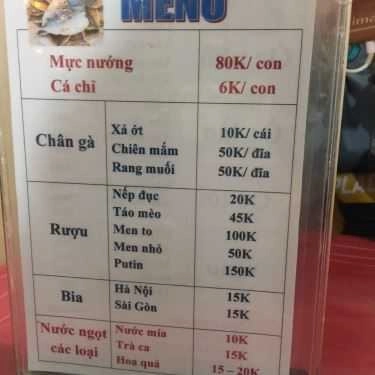 MENU
Mực nướng 80K/ con
Cá chỉ 6K/ con
Chân gà
Xả ớt 10K/ cái
Chiên mắm 50K/ đĩa
Rang muối 50K/ đĩa
Rượu
Nếp đục 20K
Táo mèo 45K
Men to 100K
Men nhỏ 50K
Putin 150K
Bia
Hà Nội 15K
Sài Gòn 15K
Nước ngọt các loại
Nước mía 10K
Trà ca 15K
Hoa quả 15 – 20K